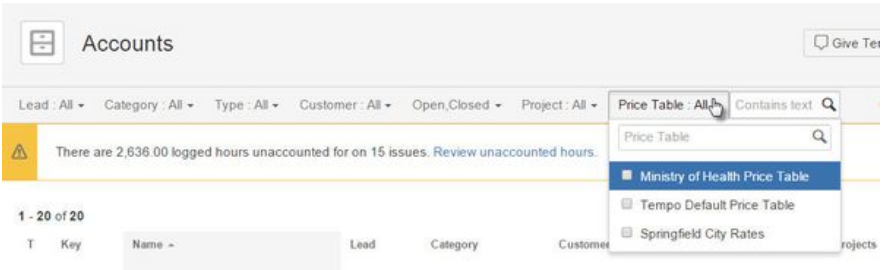 Accounts
Give Ter
Lead : All Category : All Type : All Customer : All Open,Closed Project : All Price Table : All Contains text
Price Table
There are 2,636.00 logged hours unaccounted for on 15 issues. Review unaccounted hours.
Ministry of Health Price Table
Tempo Default Price Table
Springfield City Rates
1 - 20 of 20
T Key Name Lead Category Custome rojects